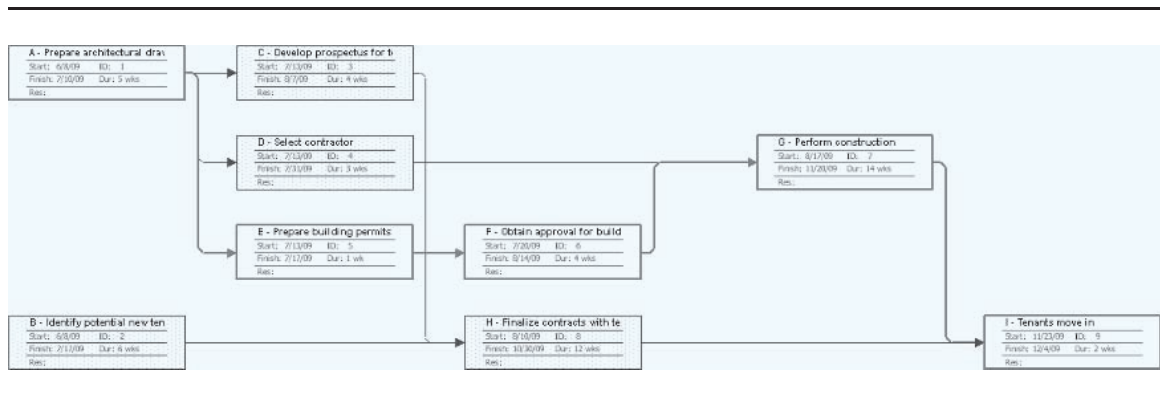 A - Prepare architectural drav
Start: 6/8/09 ID: 1
Finish: 7/10/09 Dur: 5 wks
Res:
C - Develop prospectus for t
Start: 7/13/09 ID: 3
Finish: 8/7/09 Dur: 4 wks
Res:
D - Select contractor
Start: 7/13/09 ID: 4
Finish: 7/31/09 Dur: 3 wks
Res:
G - Perform construction
Start: 8/17/09 ID: 7
Finish: 11/20/09 Dur: 14 wks
Res:
E - Prepare building permits
Start: 7/13/09 ID: 5
Finish: 7/17/09 Dur: 1 wk
Res:
F - Obtain approval for build
Start: 7/20/09 ID: 6
Finish: 8/14/09 Dur: 4 wks
Res:
B - Identify potential new ten
Start: 6/8/09 ID: 2
Finish: 7/17/09 Dur: 6 wks
Res:
H - Finalize contracts with te
Start: 8/10/09 ID: 8
Finish: 10/30/09 Dur: 12 wks
Res:
I - Tenants move in
Start: 11/23/09 ID: 9
Finish: 12/4/09 Dur: 2 wks
Res: